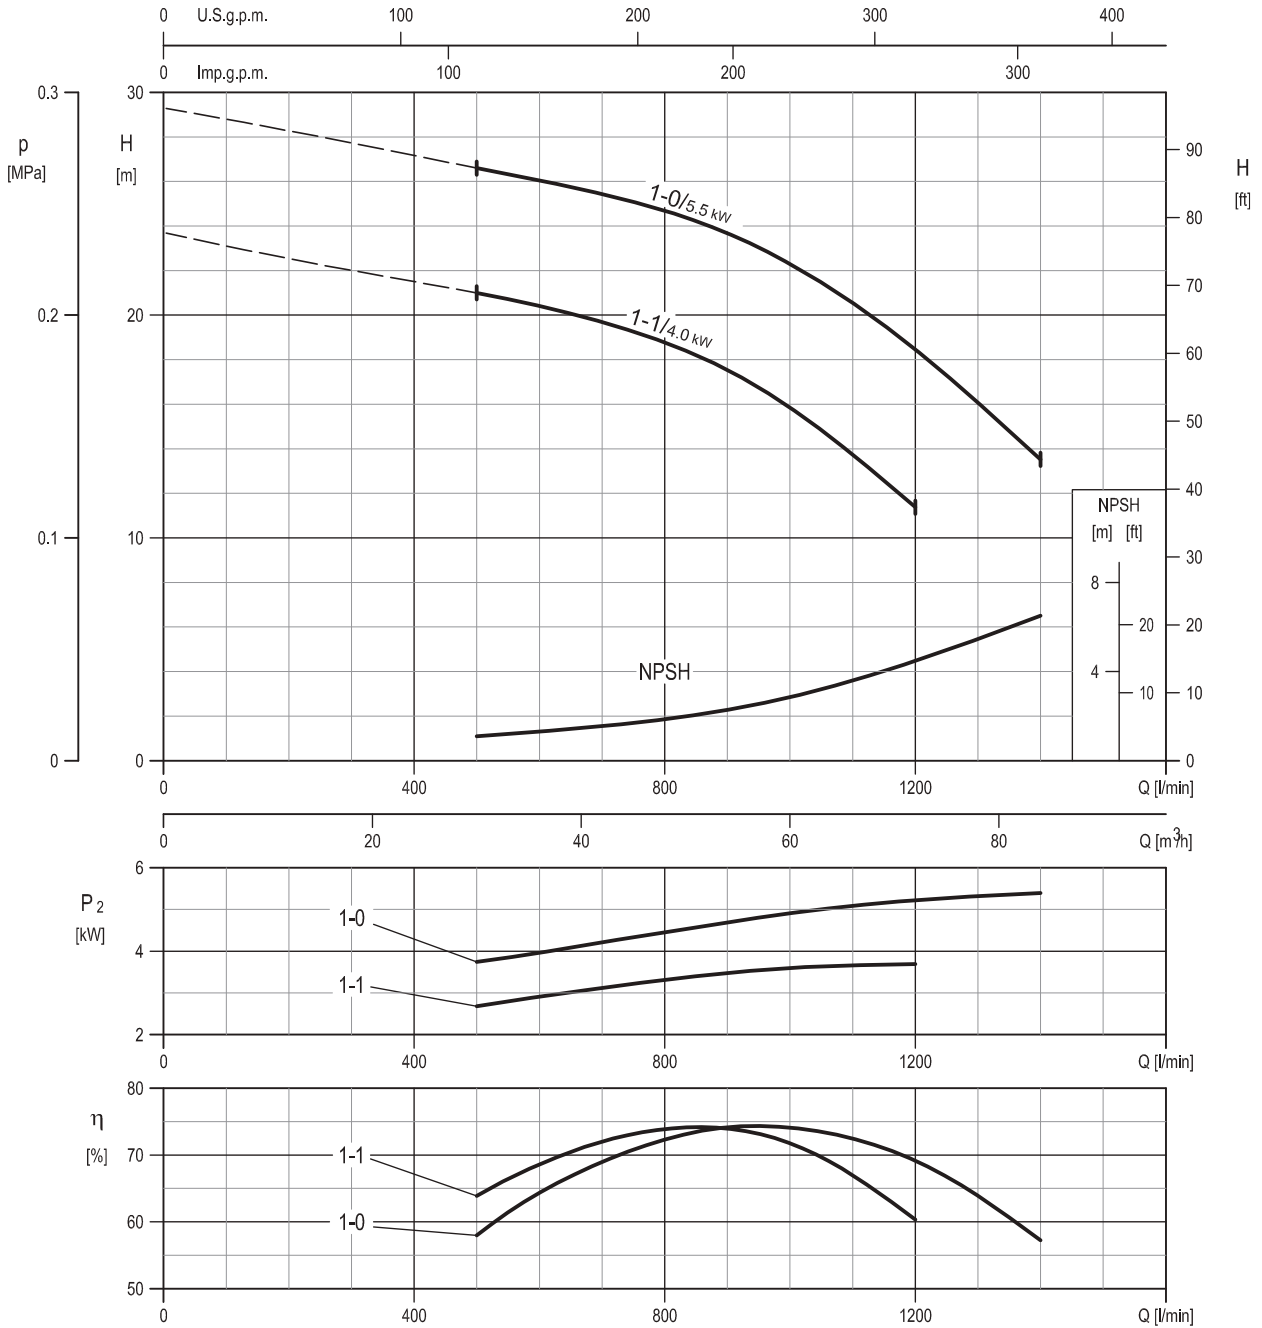 0 U.S.g.p.m. 100 200 300 400
0 Imp.g.p.m. 100 200 300
0.3 30
p H
[MPa] [m]
90
H
[ft]
1-0/5.5 kW
80
70
0.2 20
1-1/4.0 kW
60
50
40
NPSH
[m] [ft]
0.1 10
30
8
20 20
NPSH
4
10 10
0 0 0
0 400 800 1200 Q [l/min]
0 20 40 60 80 Q [m³/h]
6
P2
[kW]
1-0
4
1-1
2
0 400 800 1200 Q [l/min]
80
η
[%]
70
1-1
60
1-0
50
0 400 800 1200 Q [l/min]